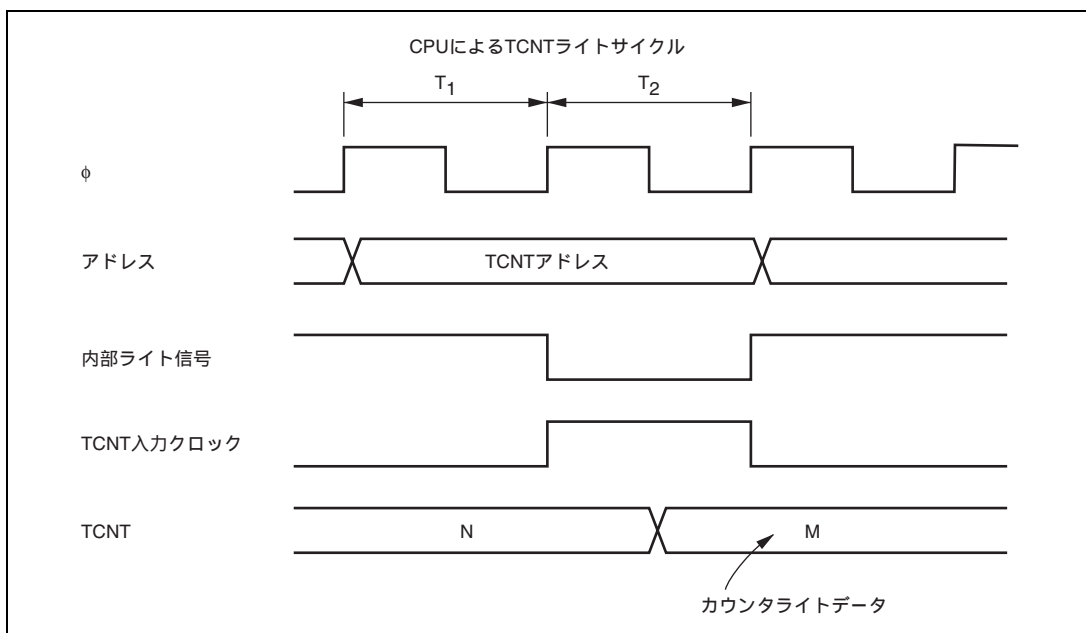 CPUによるTCNTライトサイクル
T1 T2
φ
アドレス TCNTアドレス
内部ライト信号
TCNT入力クロック
TCNT N M
カウンタライトデータ